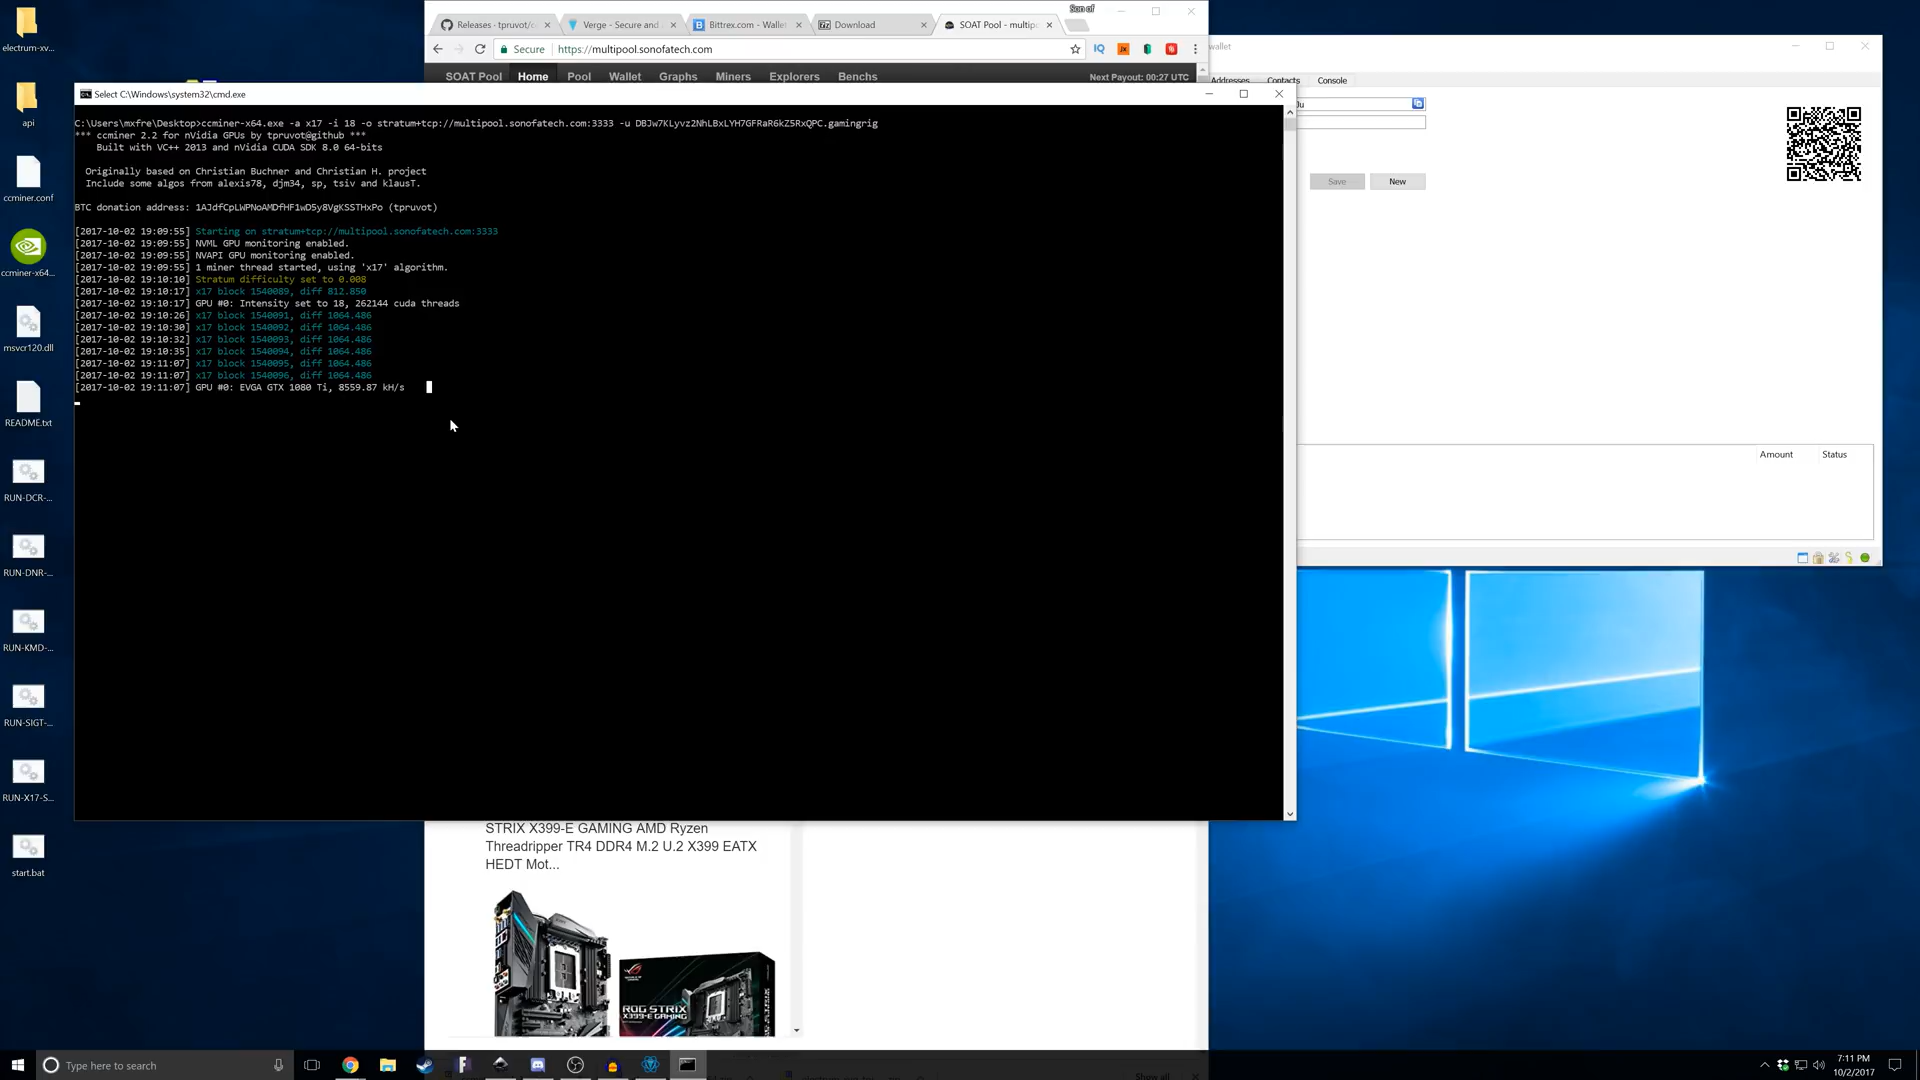 electrum-xv...
api
ccminer.conf
ccminer-x64...
msvcr120.dll
README.txt
RUN-DCR-...
RUN-DNR-...
RUN-KMD-...
RUN-SIGT-...
RUN-X17-S...
start.bat
Releases · tpruvot/c
Verge - Secure and
Bittrex.com - Wallet
Download
SOAT Pool - multip
Son of
Secure
https://multipool.sonofatech.com
SOAT Pool
Home
Pool
Wallet
Graphs
Miners
Explorers
Benchs
Next Payout: 00:27 UTC
Select C:\Windows\system32\cmd.exe
C:\Users\mxfre\Desktop>ccminer-x64.exe -a x17 -i 18 -o stratum+tcp://multipool.sonofatech.com:3333 -u DBJw7KLyvz2NhLBxLYH7GFRaR6kZ5RxQPC.gamingrig
*** ccminer 2.2 for nVidia GPUs by tpruvot@github ***
Built with VC++ 2013 and nVidia CUDA SDK 8.0 64-bits
Originally based on Christian Buchner and Christian H. project
Include some algos from alexis78, djm34, sp, tsiv and klausT.
BTC donation address: 1AJdfCpLWPNoAMDfHF1wD5y8VgKSSTHxPo (tpruvot)
[2017-10-02 19:09:55] Starting on stratum+tcp://multipool.sonofatech.com:3333
[2017-10-02 19:09:55] NVML GPU monitoring enabled.
[2017-10-02 19:09:55] NVAPI GPU monitoring enabled.
[2017-10-02 19:09:55] 1 miner thread started, using 'x17' algorithm.
[2017-10-02 19:10:10] Stratum difficulty set to 0.008
[2017-10-02 19:10:17] x17 block 1540089, diff 812.850
[2017-10-02 19:10:17] GPU #0: Intensity set to 18, 262144 cuda threads
[2017-10-02 19:10:26] x17 block 1540091, diff 1064.486
[2017-10-02 19:10:30] x17 block 1540092, diff 1064.486
[2017-10-02 19:10:32] x17 block 1540093, diff 1064.486
[2017-10-02 19:10:35] x17 block 1540094, diff 1064.486
[2017-10-02 19:11:07] x17 block 1540095, diff 1064.486
[2017-10-02 19:11:07] x17 block 1540096, diff 1064.486
[2017-10-02 19:11:07] GPU #0: EVGA GTX 1080 Ti, 8559.87 kH/s
wallet
Addresses
Contacts
Console
Ju
Save
New
Amount
Status
STRIX X399-E GAMING AMD Ryzen
Threadripper TR4 DDR4 M.2 U.2 X399 EATX
HEDT Mot...
ROG STRIX
X399-E GAMING
Type here to search
Show all
7:11 PM
10/2/2017